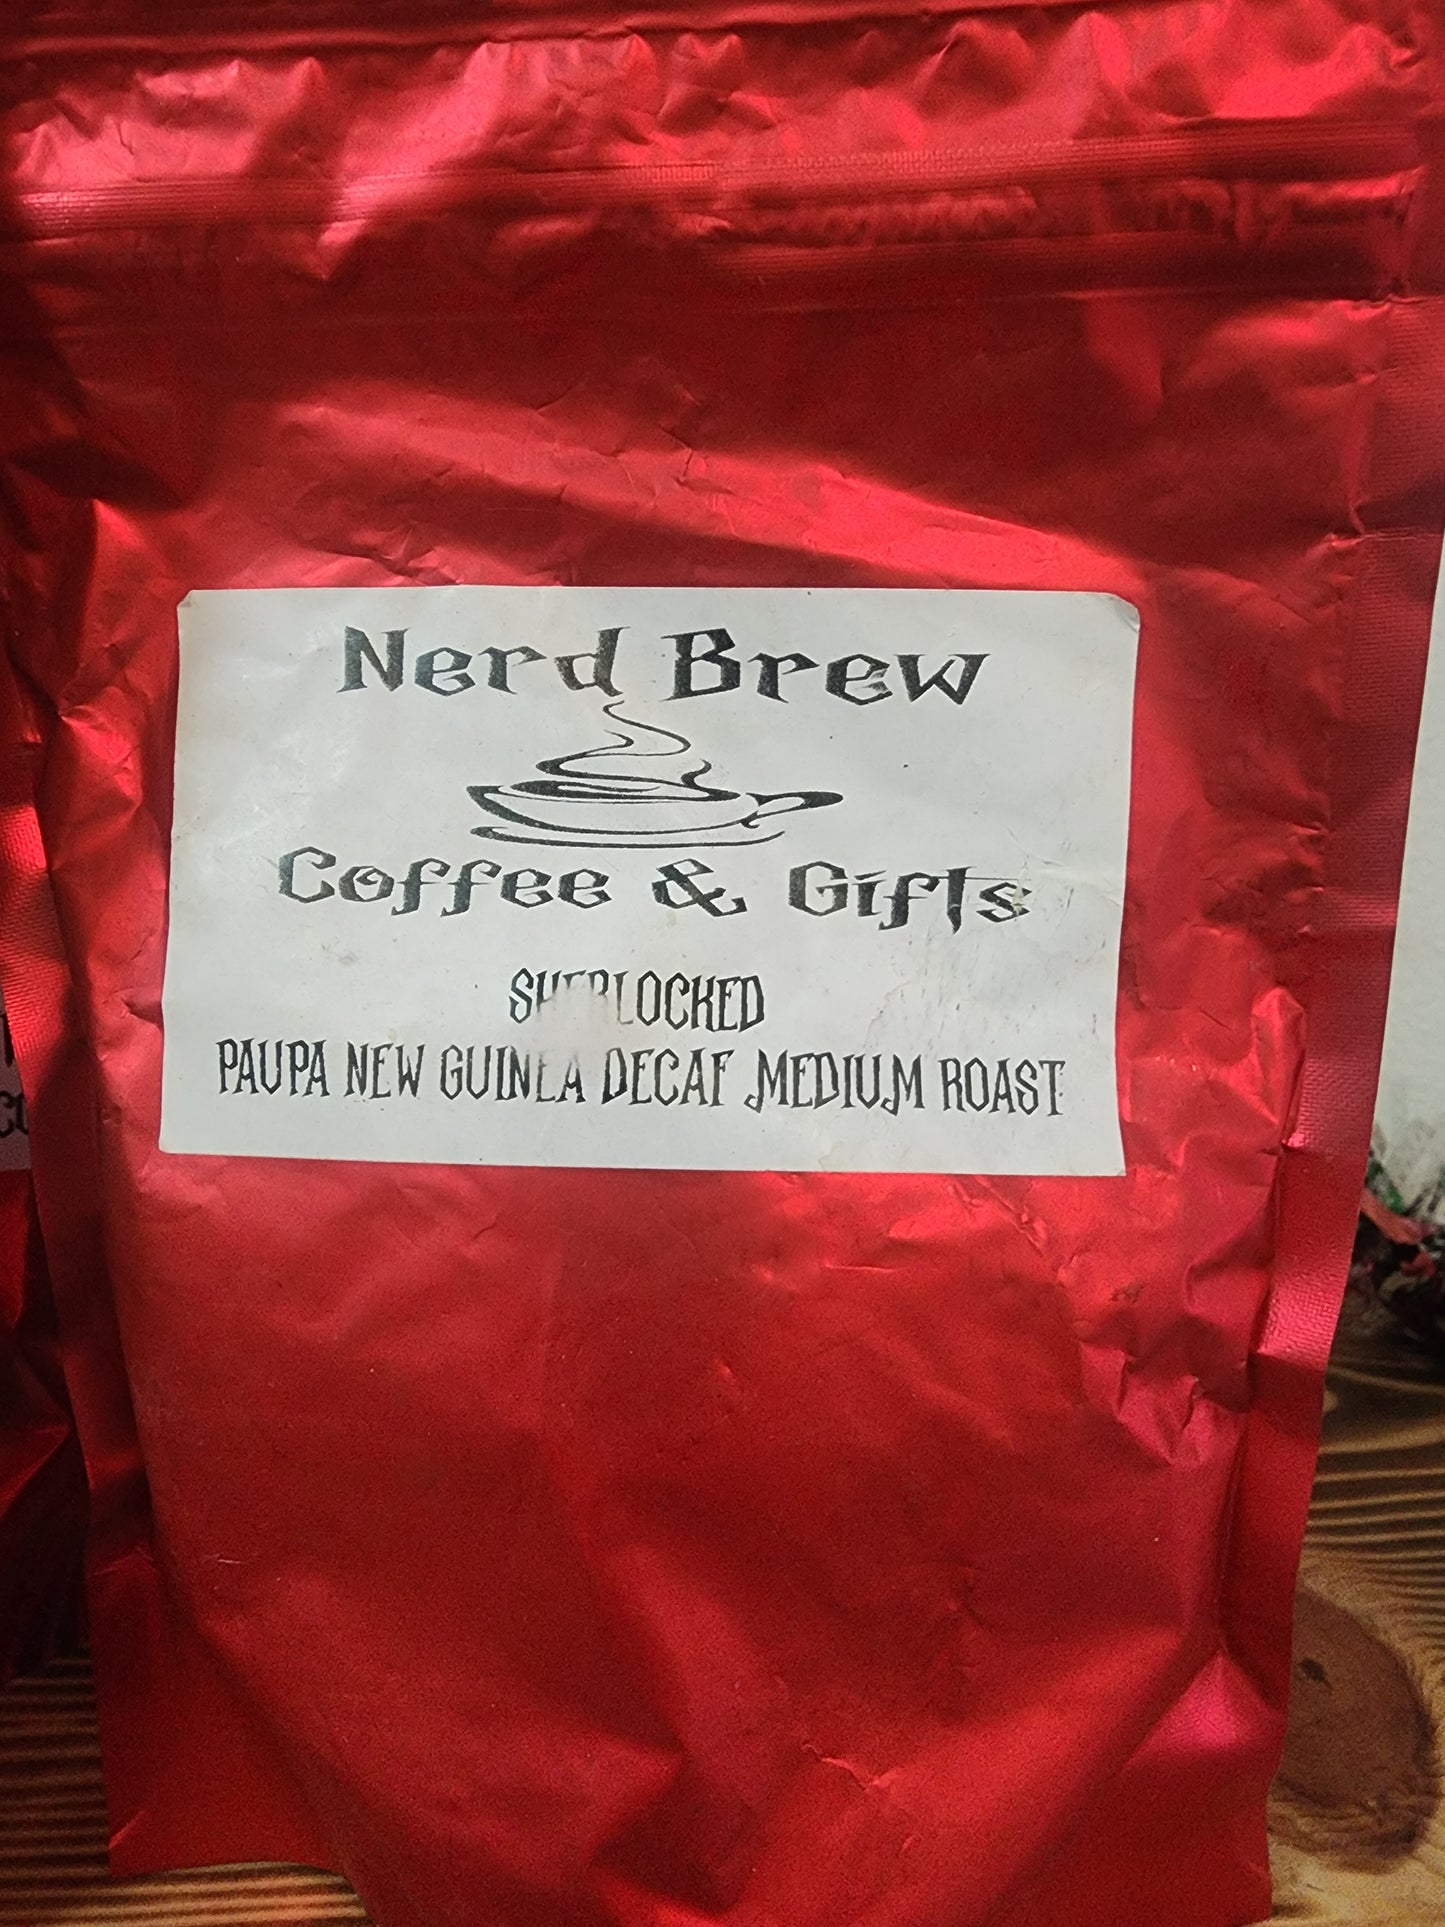 Nerd Brew
Coffee & Gifts
SHERLOCKED
PAUPA NEW GUINEA DECAF MEDIUM ROAST